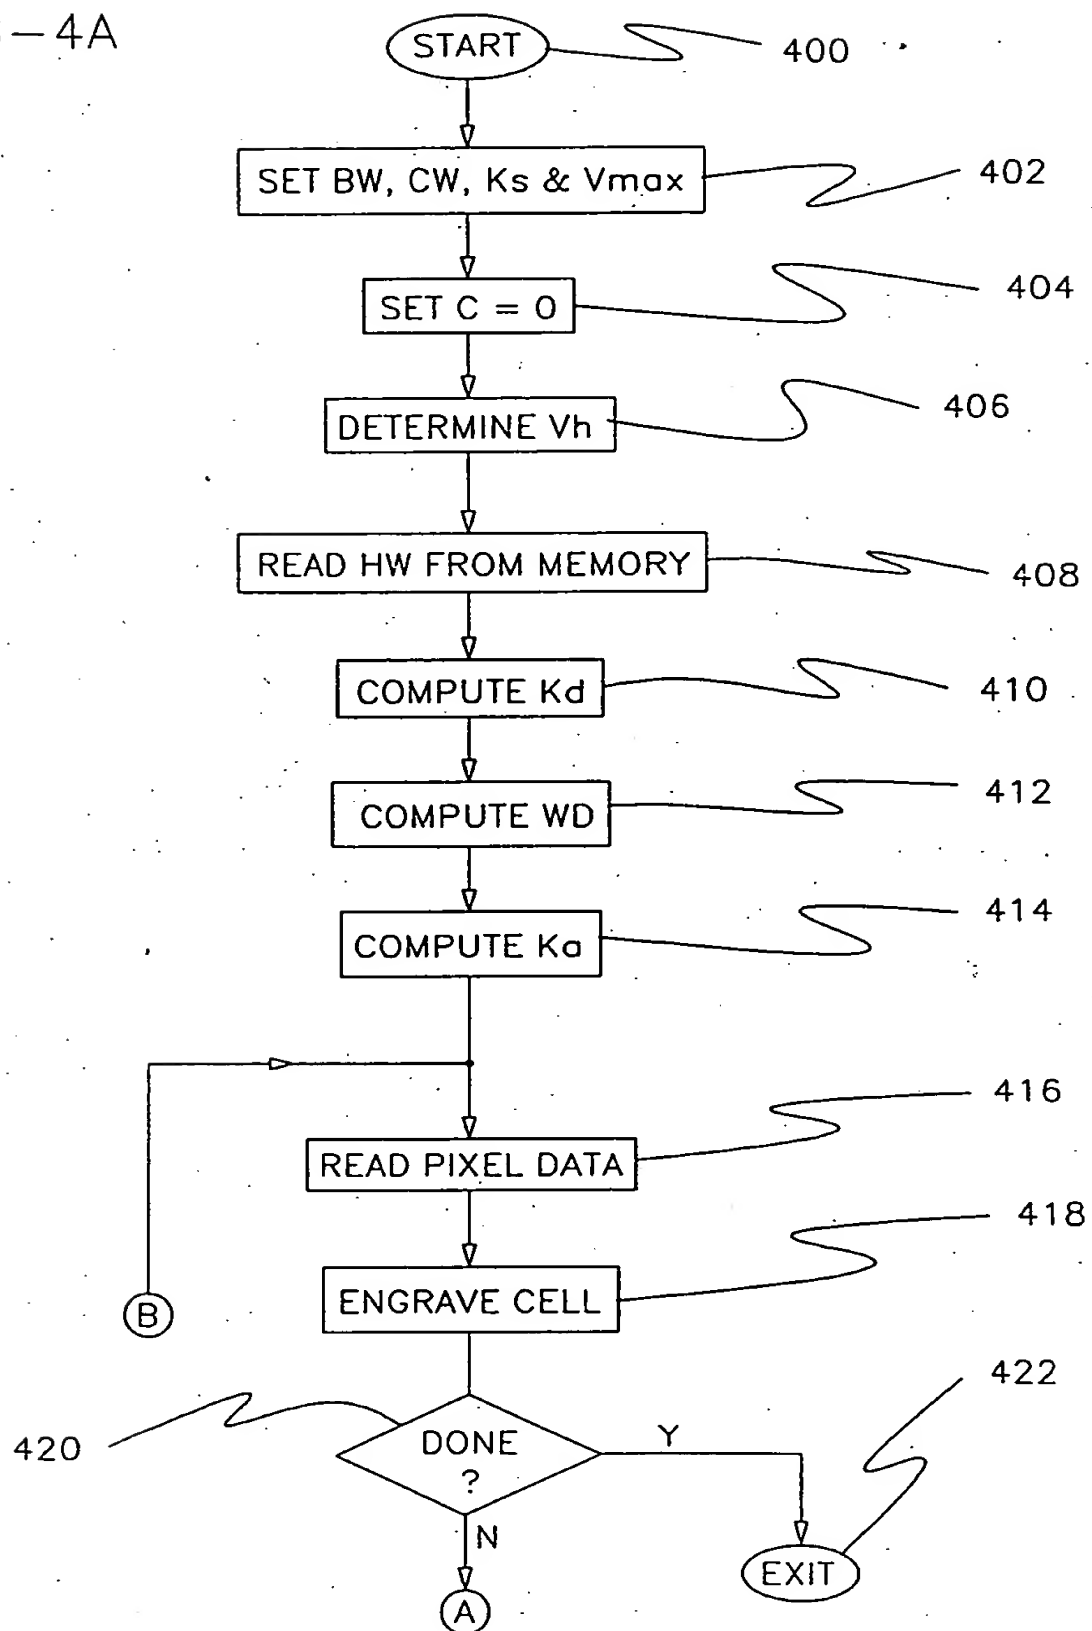 -4A
START
400
SET BW, CW, Ks & Vmax
402
SET C = 0
404
DETERMINE Vh
406
READ HW FROM MEMORY
408
COMPUTE Kd
410
COMPUTE WD
412
COMPUTE Ka
414
READ PIXEL DATA
416
ENGRAVE CELL
418
B
420
DONE
?
Y
422
N
EXIT
A